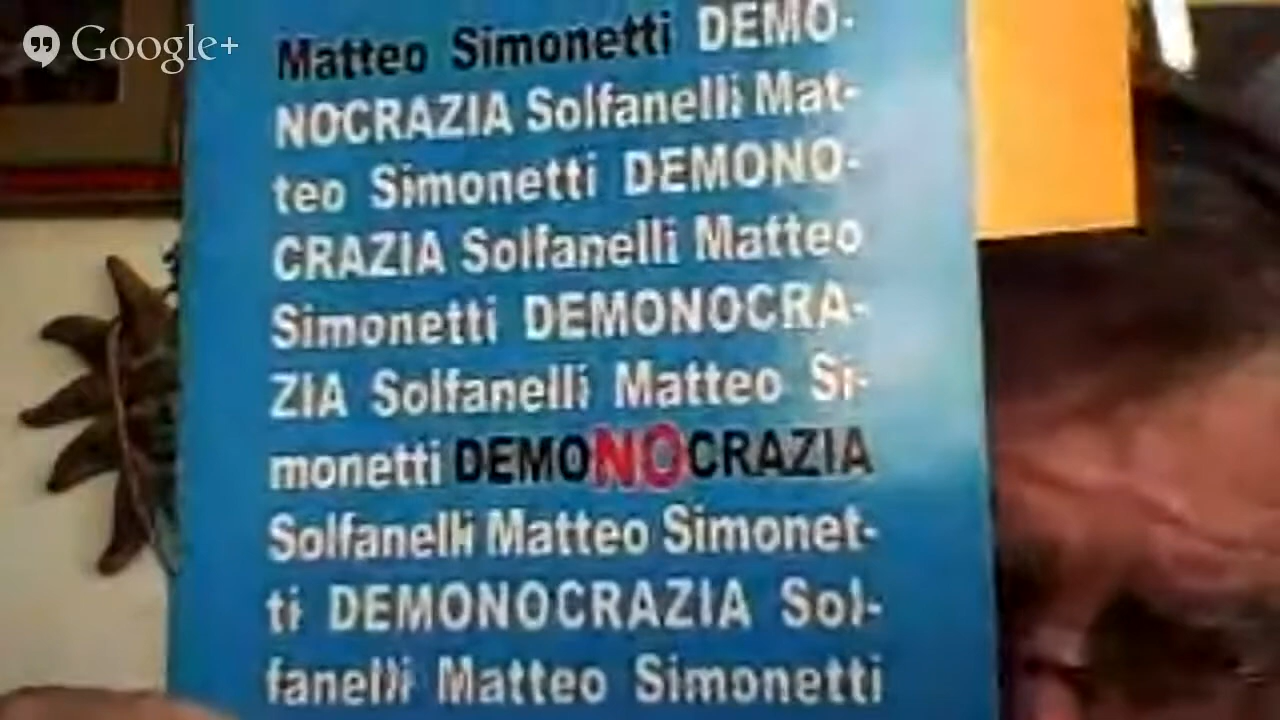 Google+
Matteo Simonetti DEMO-
NOCRAZIA Solfanelli Mat-
teo Simonetti DEMONO-
CRAZIA Solfanelli Matteo
Simonetti DEMONOCRA-
ZIA Solfanelli Matteo Si-
monetti DEMONOCRAZIA
Solfanelli Matteo Simonet-
ti DEMONOCRAZIA Sol-
fanelli Matteo Simonetti